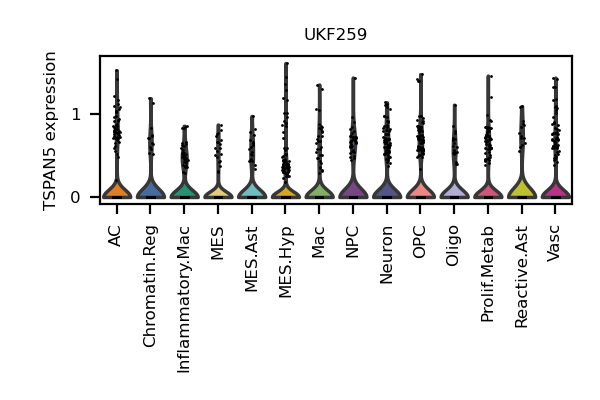 UKF259
TSPAN5 expression
1
0
AC
Chromatin.Reg
Inflammatory.Mac
MES
MES.Ast
MES.Hyp
Mac
NPC
Neuron
OPC
Oligo
Prolif.Metab
Reactive.Ast
Vasc